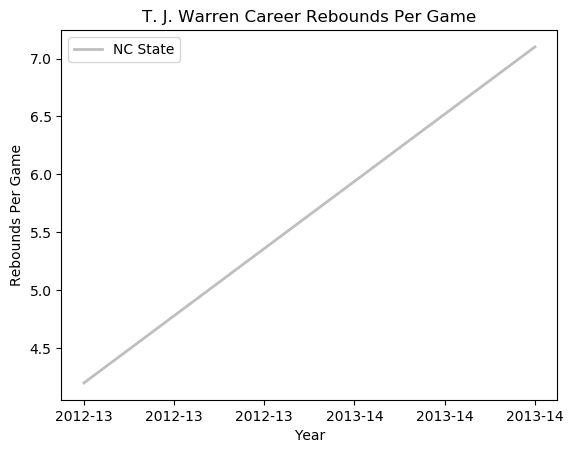 T. J. Warren Career Rebounds Per Game
NC State
7.0
6.5
6.0
5.5
5.0
4.5
Rebounds Per Game
2012-13 2012-13 2012-13 2013-14 2013-14 2013-14
Year